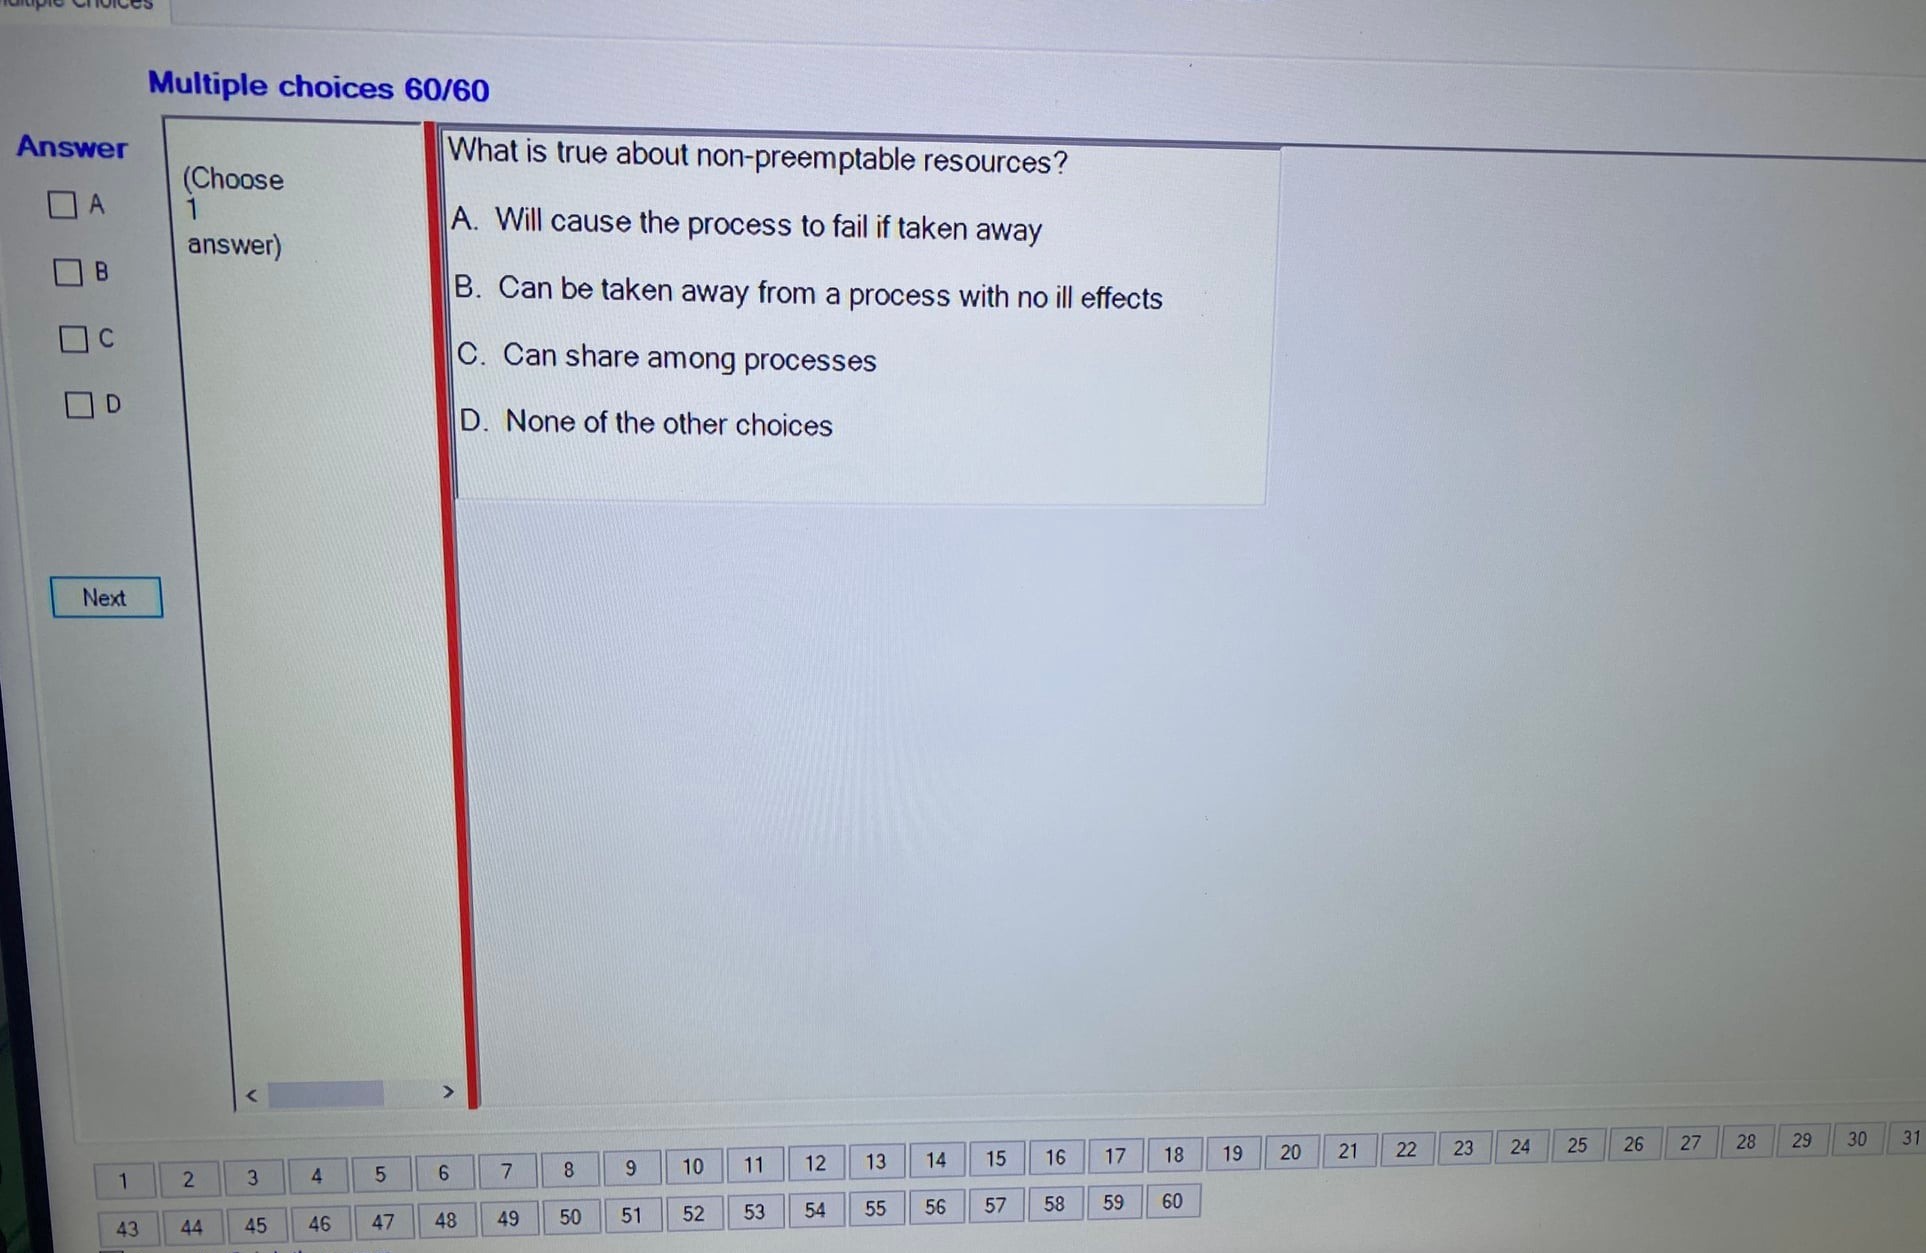 Multiple choices 60/60
Answer
A
B
C
D
(Choose
1
answer)
What is true about non-preemptable resources?
A. Will cause the process to fail if taken away
B. Can be taken away from a process with no ill effects
C. Can share among processes
D. None of the other choices
Next
< >
1 2 3 4 5 6 7 8 9 10 11 12 13 14 15 16 17 18 19 20 21 22 23 24 25 26 27 28 29 30 31
43 44 45 46 47 48 49 50 51 52 53 54 55 56 57 58 59 60